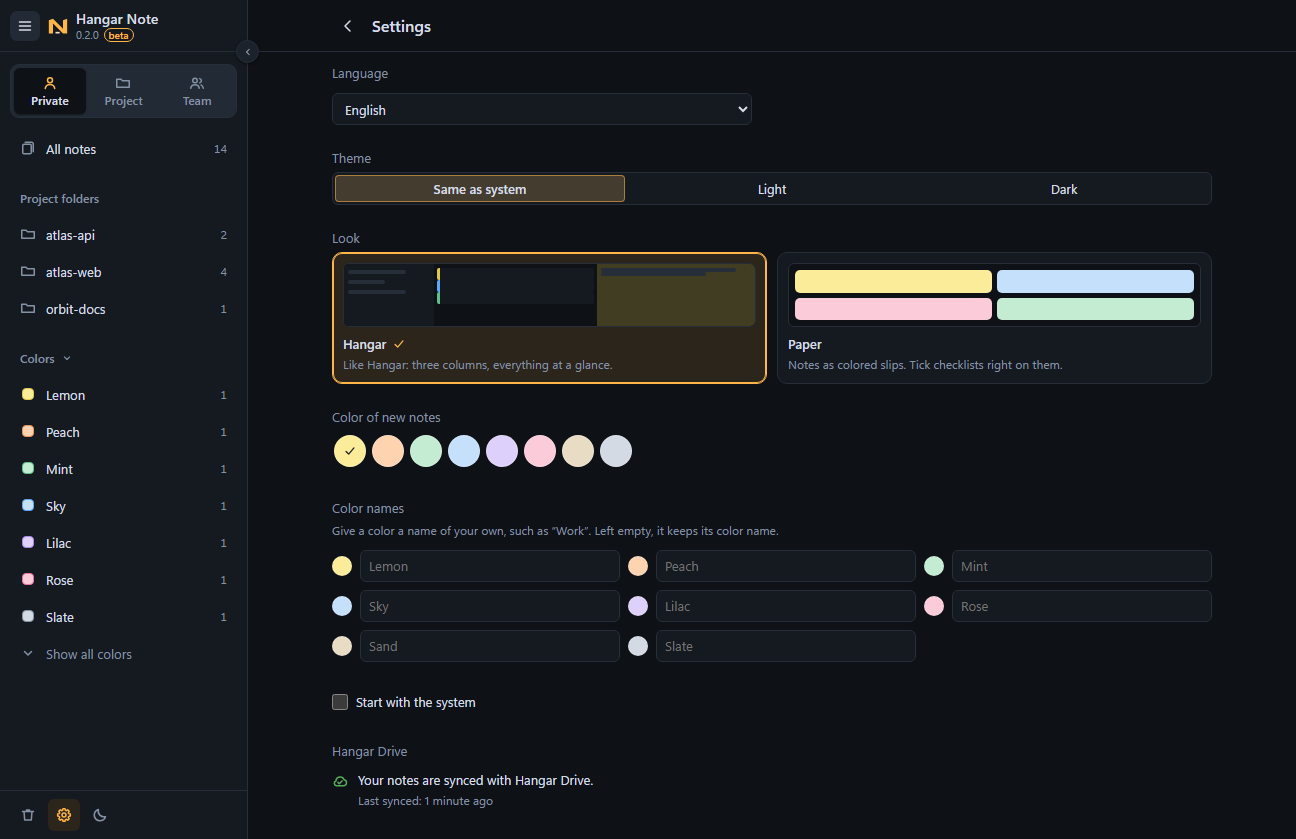 Hangar Note
0.2.0 beta
Private
Project
Team
All notes 14
Project folders
atlas-api 2
atlas-web 4
orbit-docs 1
Colors
Lemon 1
Peach 1
Mint 1
Sky 1
Lilac 1
Rose 1
Slate 1
Show all colors
Settings
Language
English
Theme
Same as system
Light
Dark
Look
Hangar
Like Hangar: three columns, everything at a glance.
Paper
Notes as colored slips. Tick checklists right on them.
Color of new notes
Color names
Give a color a name of your own, such as “Work”. Left empty, it keeps its color name.
Lemon
Peach
Mint
Sky
Lilac
Rose
Sand
Slate
Start with the system
Hangar Drive
Your notes are synced with Hangar Drive.
Last synced: 1 minute ago